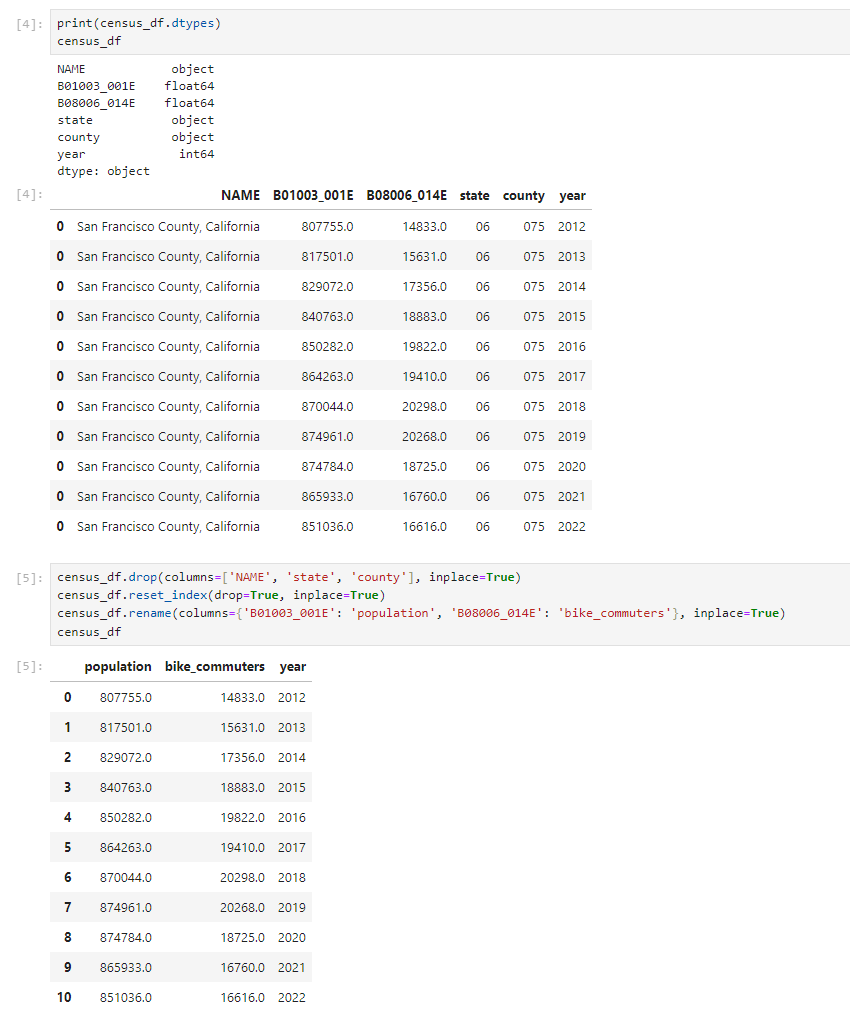 [4]: print(census_df.dtypes)
census_df
NAME object
B01003_001E float64
B08006_014E float64
state object
county object
year int64
dtype: object
[4]: NAME B01003_001E B08006_014E state county year
0 San Francisco County, California 807755.0 14833.0 06 075 2012
0 San Francisco County, California 817501.0 15631.0 06 075 2013
0 San Francisco County, California 829072.0 17356.0 06 075 2014
0 San Francisco County, California 840763.0 18883.0 06 075 2015
0 San Francisco County, California 850282.0 19822.0 06 075 2016
0 San Francisco County, California 864263.0 19410.0 06 075 2017
0 San Francisco County, California 870044.0 20298.0 06 075 2018
0 San Francisco County, California 874961.0 20268.0 06 075 2019
0 San Francisco County, California 874784.0 18725.0 06 075 2020
0 San Francisco County, California 865933.0 16760.0 06 075 2021
0 San Francisco County, California 851036.0 16616.0 06 075 2022
[5]: census_df.drop(columns=['NAME', 'state', 'county'], inplace=True)
census_df.reset_index(drop=True, inplace=True)
census_df.rename(columns={'B01003_001E': 'population', 'B08006_014E': 'bike_commuters'}, inplace=True)
census_df
[5]: population bike_commuters year
0 807755.0 14833.0 2012
1 817501.0 15631.0 2013
2 829072.0 17356.0 2014
3 840763.0 18883.0 2015
4 850282.0 19822.0 2016
5 864263.0 19410.0 2017
6 870044.0 20298.0 2018
7 874961.0 20268.0 2019
8 874784.0 18725.0 2020
9 865933.0 16760.0 2021
10 851036.0 16616.0 2022